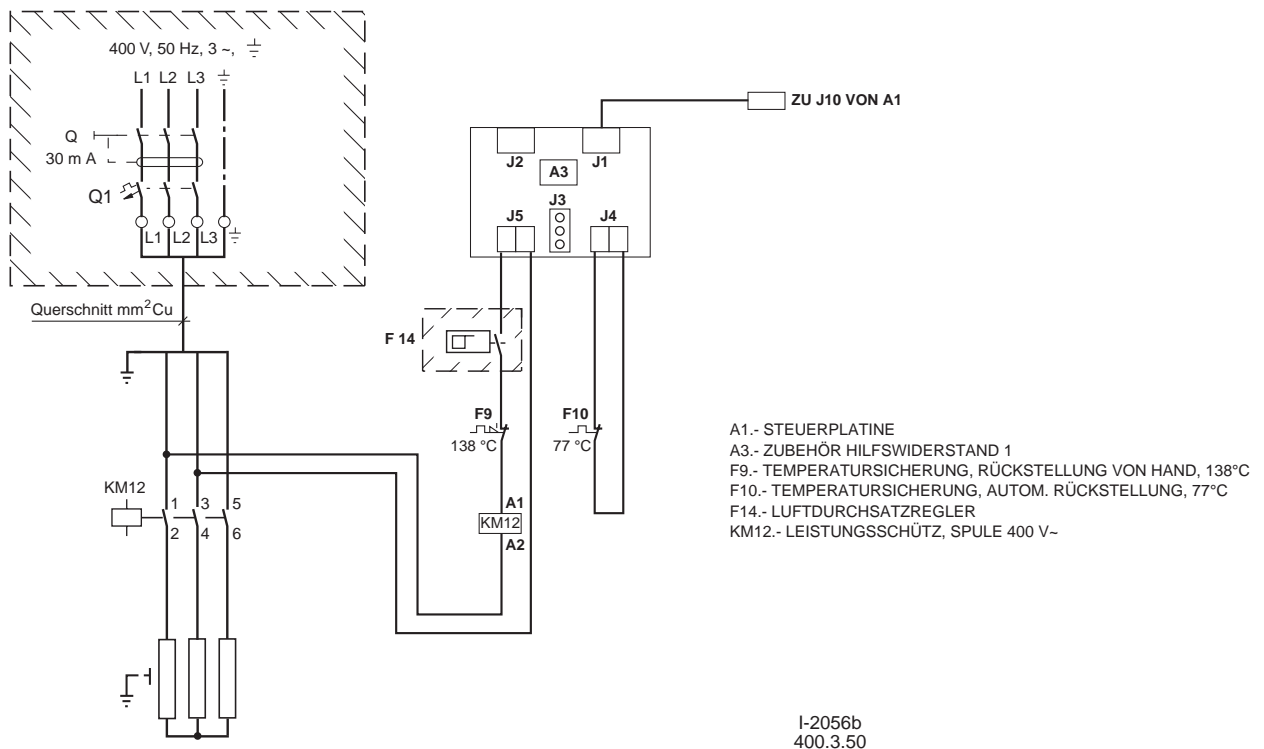 400 V, 50 Hz, 3 ~,
L1 L2 L3
Q
30 m A
Q1
L1 L2 L3
Querschnitt mm²Cu
KM12
1 3 5
2 4 6
ZU J10 VON A1
J2 J1
A3
J3
J5 J4
F 14
F9
138 °C
F10
77 °C
A1
KM12
A2
A1.- STEUERPLATINE
A3.- ZUBEHÖR HILFSWIDERSTAND 1
F9.- TEMPERATURSICHERUNG, RÜCKSTELLUNG VON HAND, 138°C
F10.- TEMPERATURSICHERUNG, AUTOM. RÜCKSTELLUNG, 77°C
F14.- LUFTDURCHSATZREGLER
KM12.- LEISTUNGSSCHÜTZ, SPULE 400 V~
I-2056b
400.3.50